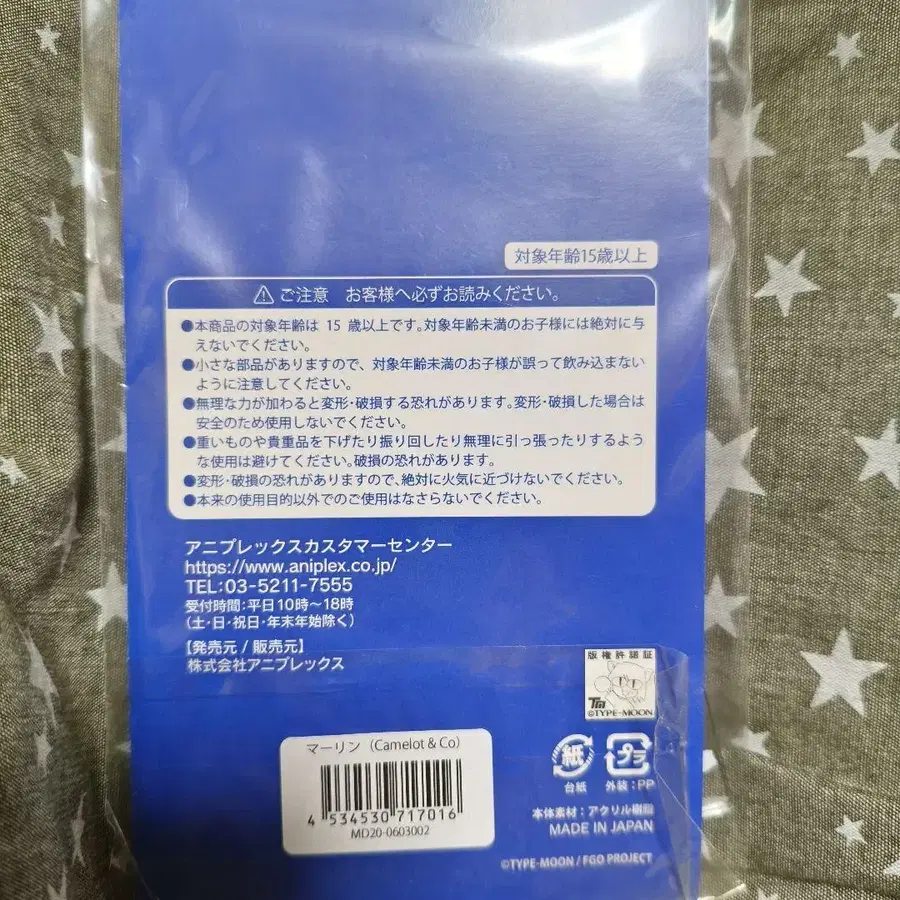 対象年齢15歳以上
ご注意 お客様へ必ずお読みください。
●本商品の対象年齢は 15 歳以上です。対象年齢未満のお子様には絶対に与
えないでください。
●小さな部品がありますので、対象年齢未満のお子様が誤って飲み込まない
ように注意してください。
●無理な力が加わると変形・破損する恐れがあります。変形・破損した場合は
安全のため使用しないでください。
●重いものや貴重品を下げたり振り回したり無理に引っ張ったりするよう
な使用は避けてください。破損の恐れがあります。
●変形・破損の恐れがありますので、絶対に火気に近づけないでください。
●本来の使用目的以外でのご使用はなさらないでください。
アニプレックスカスタマーセンター
https://www.aniplex.co.jp/
TEL:03-5211-7555
受付時間:平日10時〜18時
(土・日・祝日・年末年始除く)
【発売元 / 販売元】
株式会社アニプレックス
版権許諾証
TM
©TYPE-MOON
マーリン (Camelot & Co)
4 534530 717016
MD20-0603002
紙 プラ
台紙 外装:PP
本体素材:アクリル樹脂
MADE IN JAPAN
©TYPE-MOON / FGO PROJECT